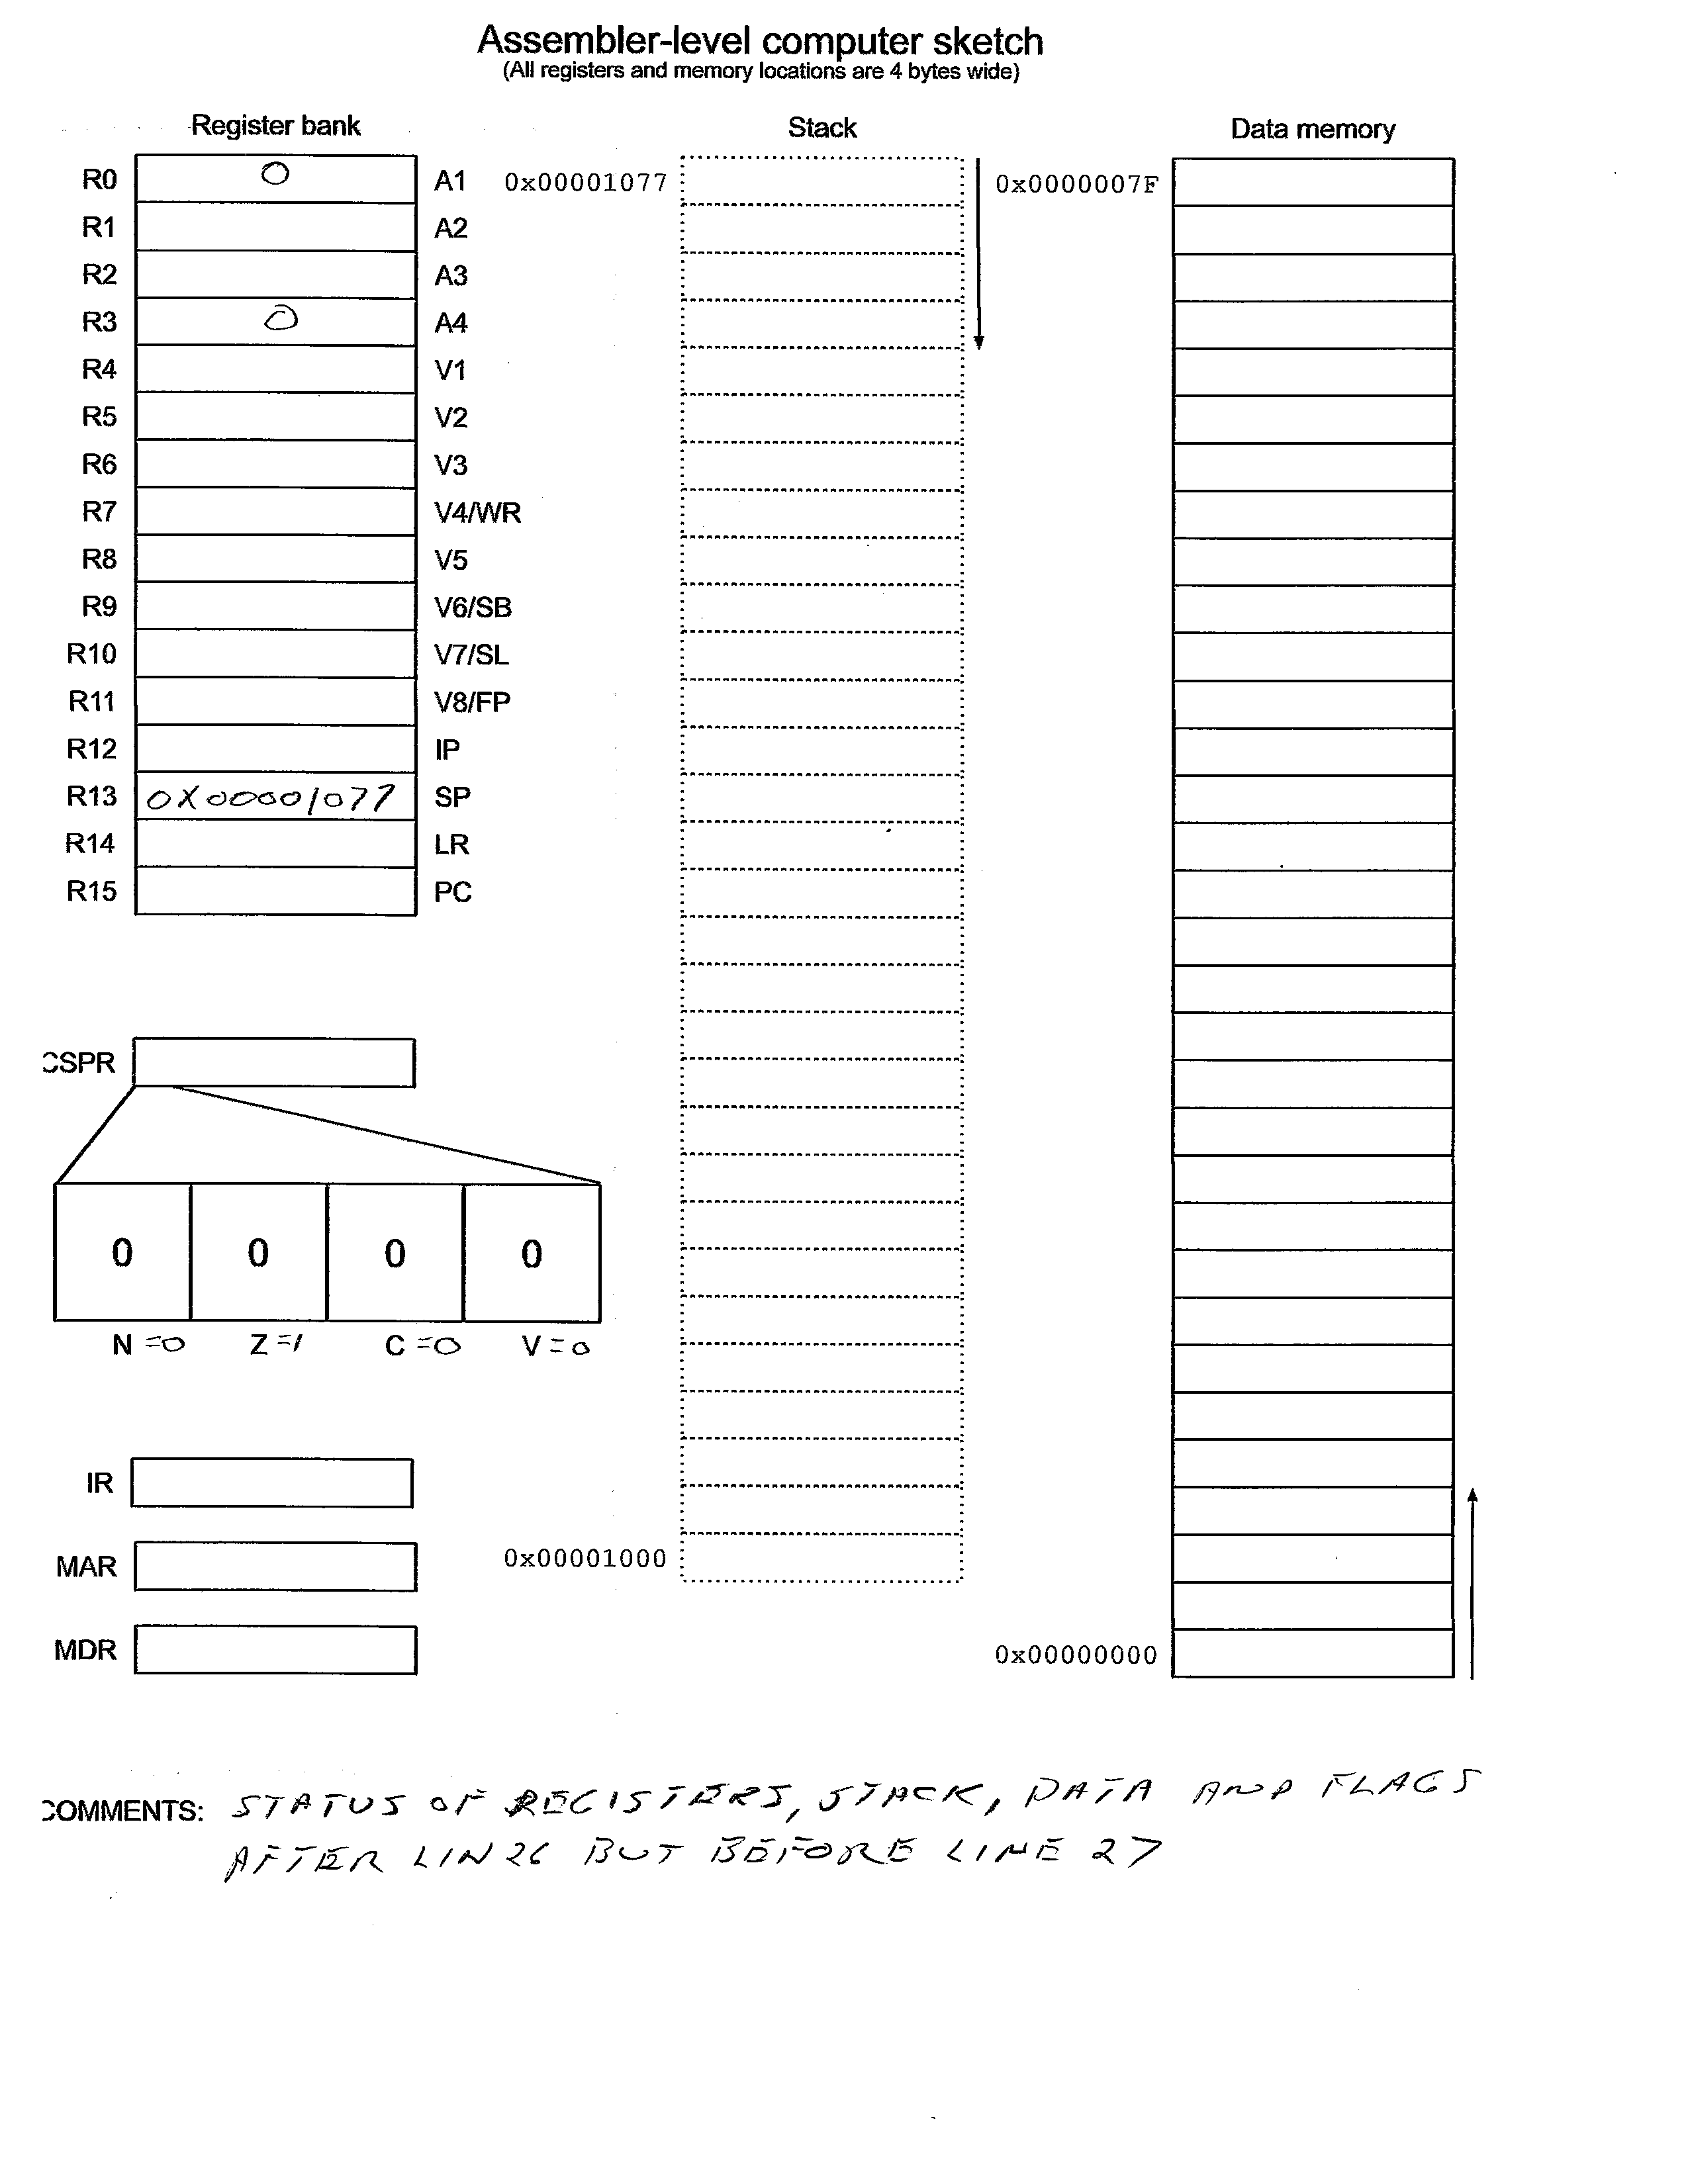 Assembler-level computer sketch
(All registers and memory locations are 4 bytes wide)
Register bank
Stack
Data memory
R0 0 A1
R1 A2
R2 A3
R3 0 A4
R4 V1
R5 V2
R6 V3
R7 V4/WR
R8 V5
R9 V6/SB
R10 V7/SL
R11 V8/FP
R12 IP
R13 0X00001077 SP
R14 LR
R15 PC
0x00001077
0x00001000
0x0000007F
0x00000000
CSPR
0 0 0 0
N =0 Z =1 C =0 V =0
IR
MAR
MDR
COMMENTS: STATUS OF REGISTERS, STACK, DATA AND FLAGS
AFTER LIN 26 BUT BEFORE LINE 27